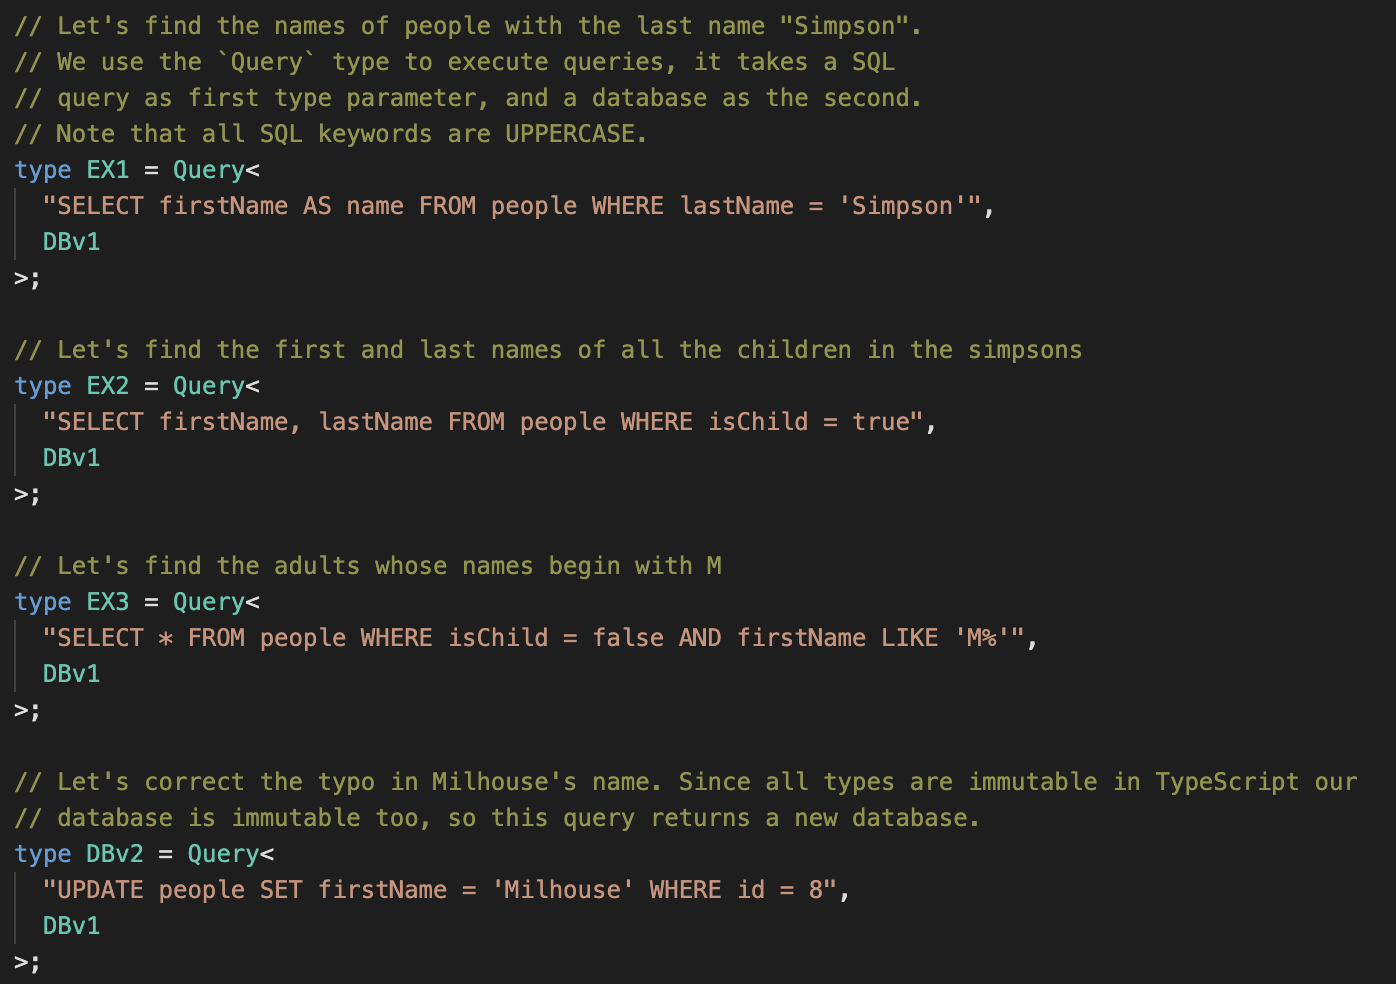 // Let's find the names of people with the last name "Simpson".
// We use the `Query` type to execute queries, it takes a SQL
// query as first type parameter, and a database as the second.
// Note that all SQL keywords are UPPERCASE.
type EX1 = Query<
  "SELECT firstName AS name FROM people WHERE lastName = 'Simpson'",
  DBv1
>;

// Let's find the first and last names of all the children in the simpsons
type EX2 = Query<
  "SELECT firstName, lastName FROM people WHERE isChild = true",
  DBv1
>;

// Let's find the adults whose names begin with M
type EX3 = Query<
  "SELECT * FROM people WHERE isChild = false AND firstName LIKE 'M%'",
  DBv1
>;

// Let's correct the typo in Milhouse's name. Since all types are immutable in TypeScript our
// database is immutable too, so this query returns a new database.
type DBv2 = Query<
  "UPDATE people SET firstName = 'Milhouse' WHERE id = 8",
  DBv1
>;